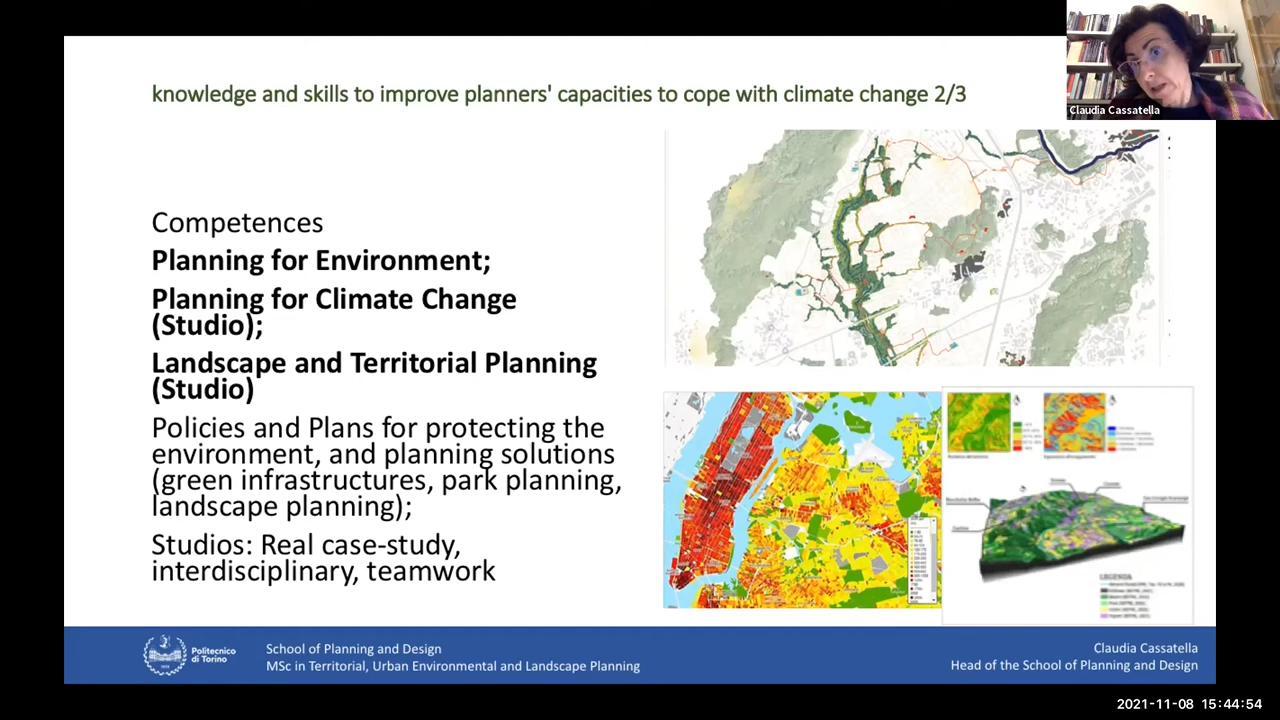 knowledge and skills to improve planners' capacities to cope with climate change 2/3
Claudia Cassatella
Competences
Planning for Environment;
Planning for Climate Change
(Studio);
Landscape and Territorial Planning
(Studio)
Policies and Plans for protecting the
environment, and planning solutions
(green infrastructures, park planning,
landscape planning);
Studios: Real case-study,
interdisciplinary, teamwork
LEGENDA
Politecnico
di Torino
School of Planning and Design
MSc in Territorial, Urban Environmental and Landscape Planning
Claudia Cassatella
Head of the School of Planning and Design
2021-11-08 15:44:54